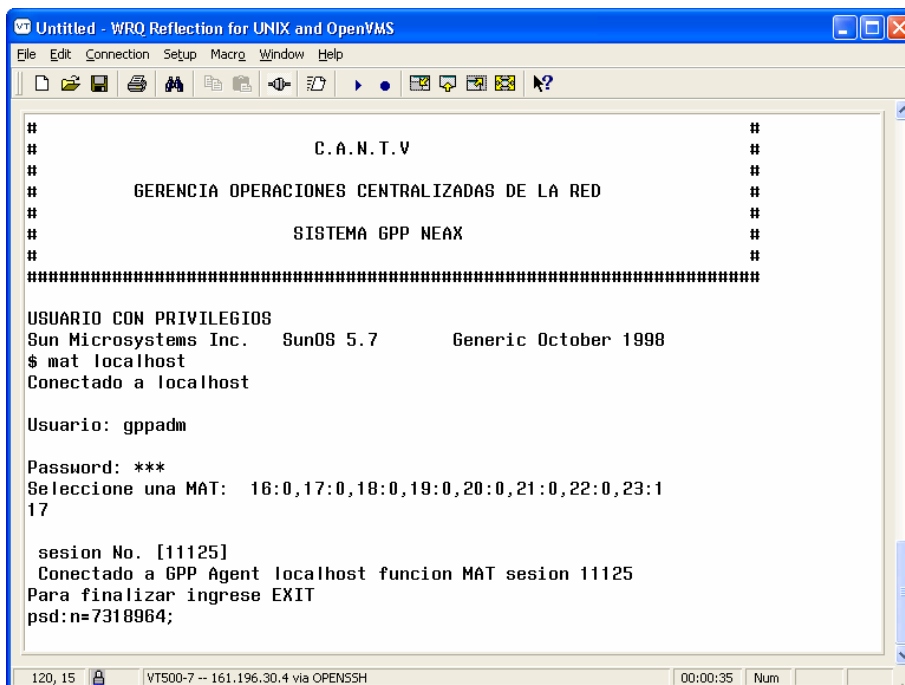 VT Untitled - WRQ Reflection for UNIX and OpenVMS
File Edit Connection Setup Macro Window Help
# #
# C.A.N.T.V #
# #
# GERENCIA OPERACIONES CENTRALIZADAS DE LA RED #
# #
# SISTEMA GPP NEAX #
# #
#####################################################################
USUARIO CON PRIVILEGIOS
Sun Microsystems Inc. SunOS 5.7 Generic October 1998
$ mat localhost
Conectado a localhost
Usuario: gppadm
Password: ***
Seleccione una MAT: 16:0,17:0,18:0,19:0,20:0,21:0,22:0,23:1
17
sesion No. [11125]
Conectado a GPP Agent localhost funcion MAT sesion 11125
Para finalizar ingrese EXIT
psd:n=7318964;
120, 15 VT500-7 -- 161.196.30.4 via OPENSSH 00:00:35 Num